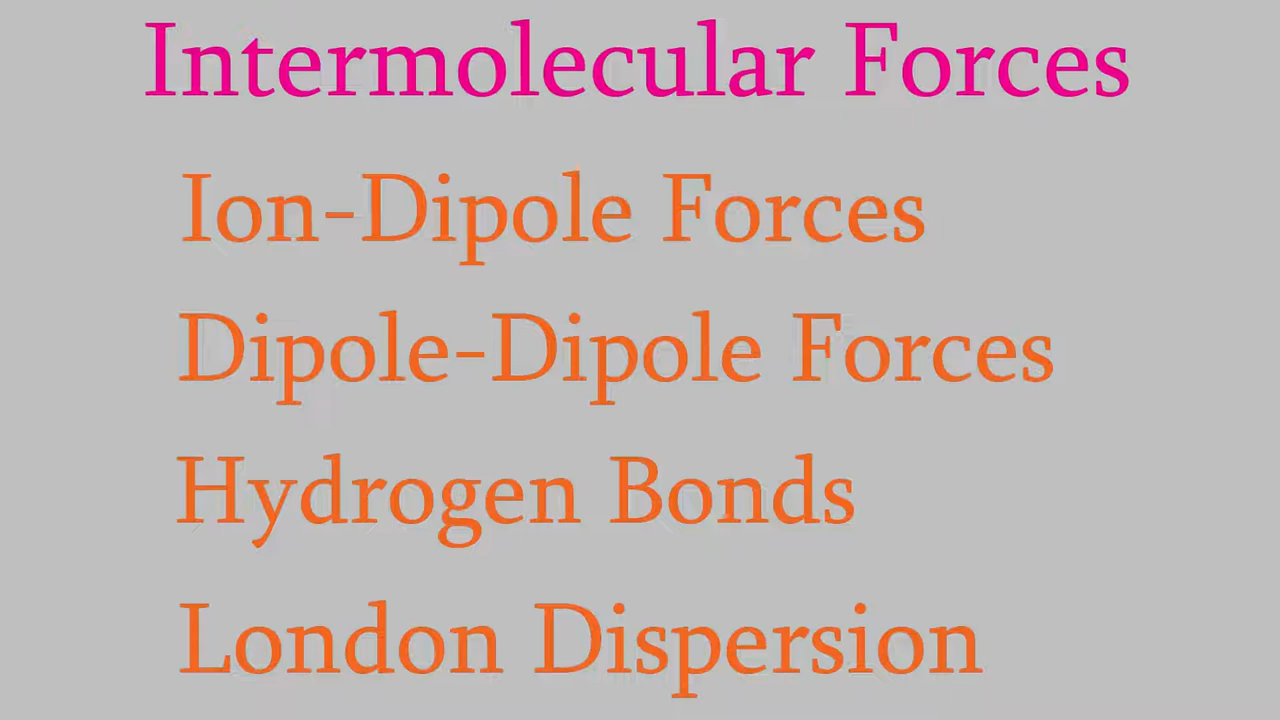 Intermolecular Forces
Ion-Dipole Forces
Dipole-Dipole Forces
Hydrogen Bonds
London Dispersion